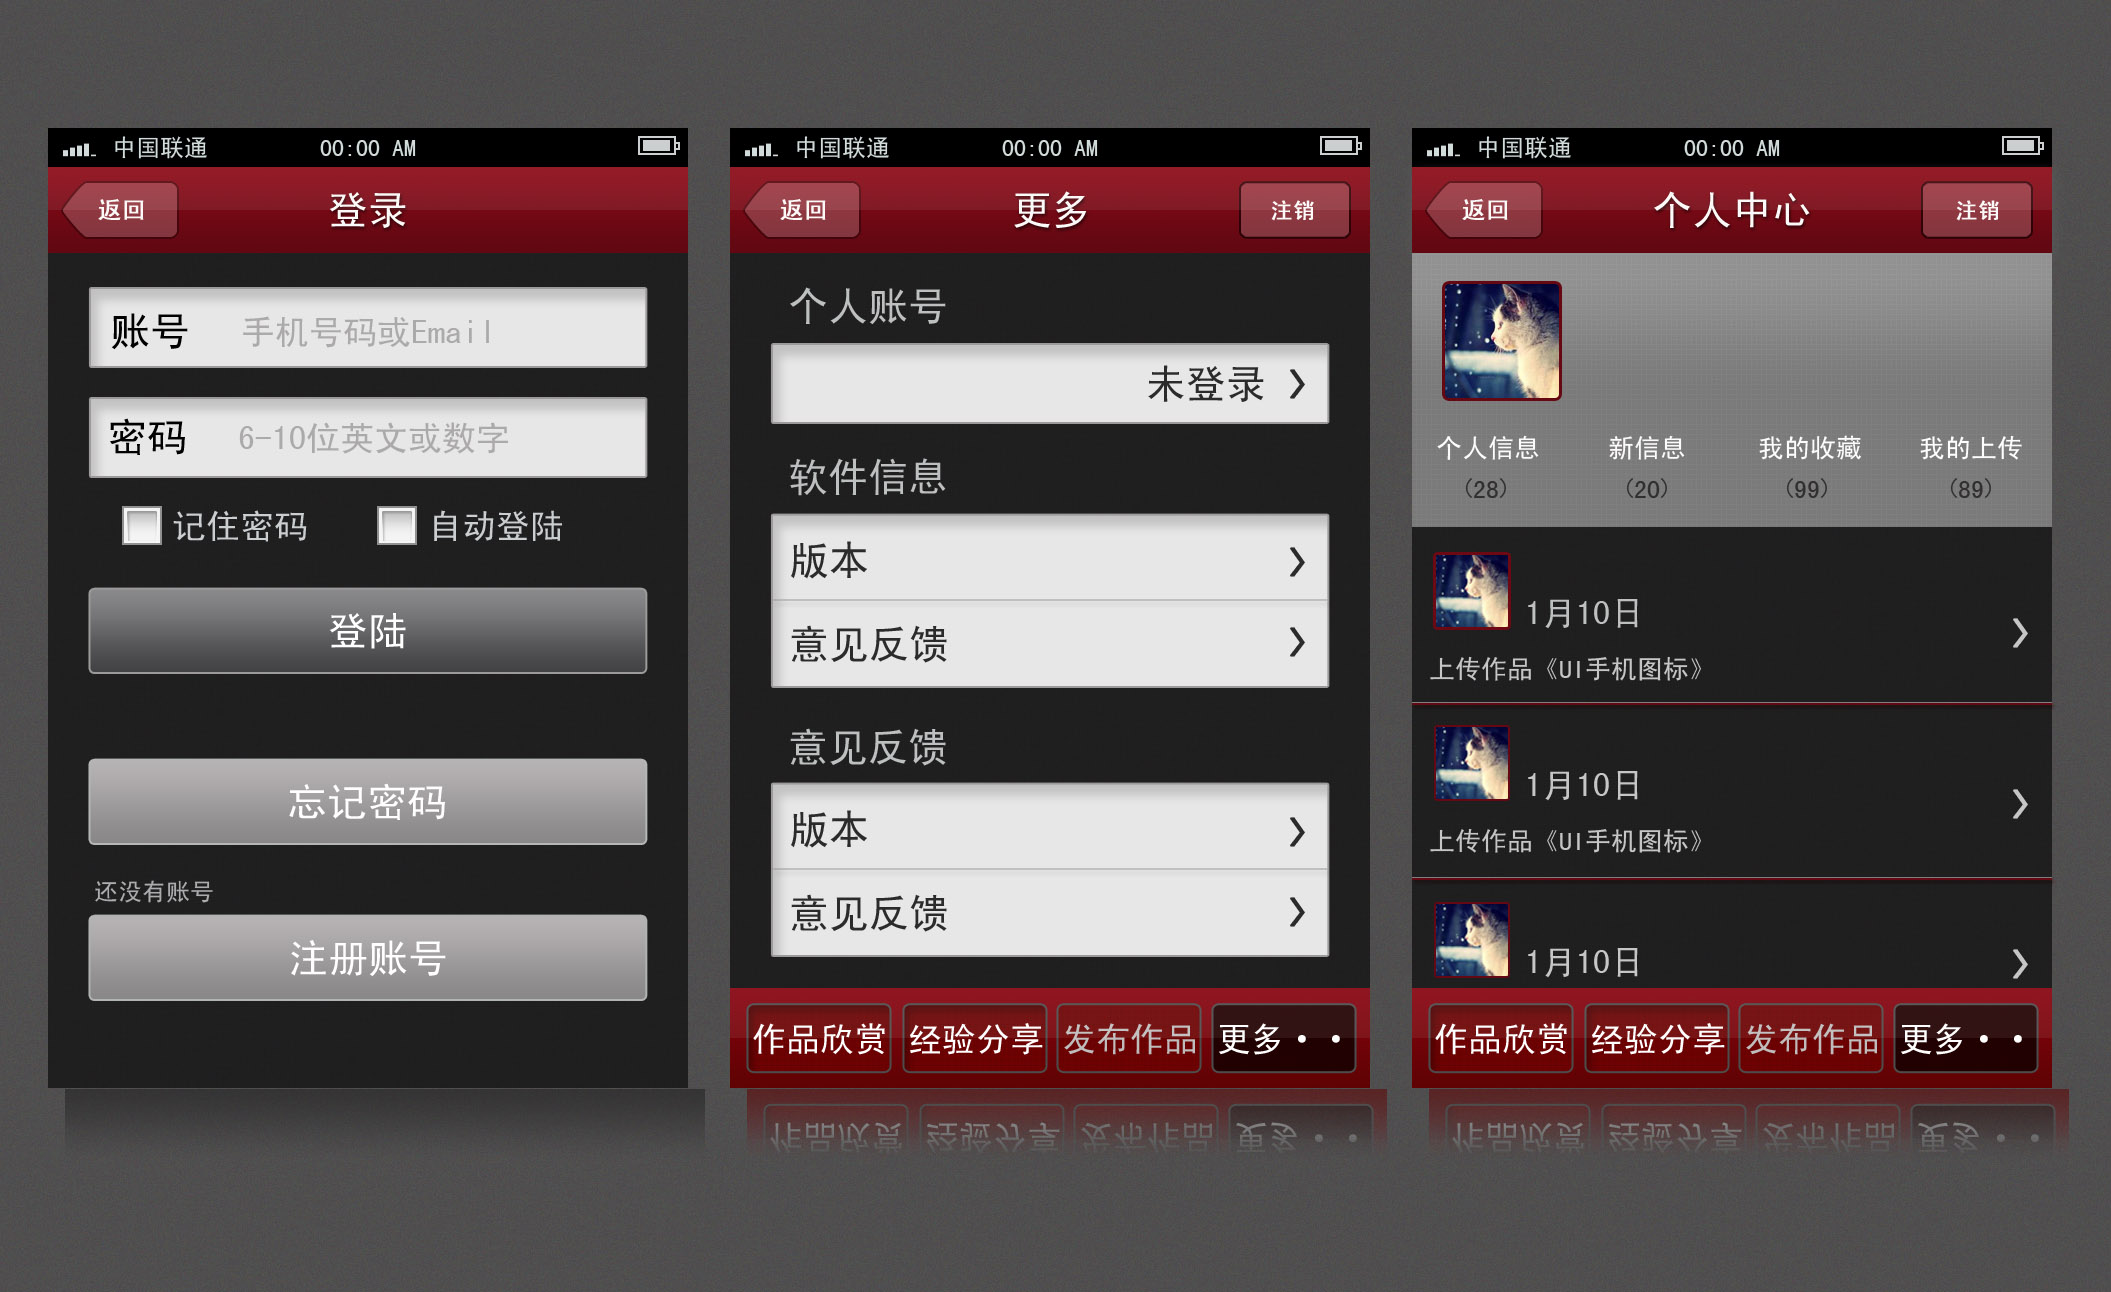 中国联通 00:00 AM
返回 登录
账号 手机号码或Email
密码 6-10位英文或数字
记住密码 自动登陆
登陆
忘记密码
还没有账号
注册账号
中国联通 00:00 AM
返回 更多 注销
个人账号
未登录
软件信息
版本
意见反馈
意见反馈
版本
意见反馈
作品欣赏 经验分享 发布作品 更多··
中国联通 00:00 AM
返回 个人中心 注销
个人信息 新信息 我的收藏 我的上传
(28) (20) (99) (89)
1月10日
上传作品《UI手机图标》
1月10日
上传作品《UI手机图标》
1月10日
作品欣赏 经验分享 发布作品 更多··